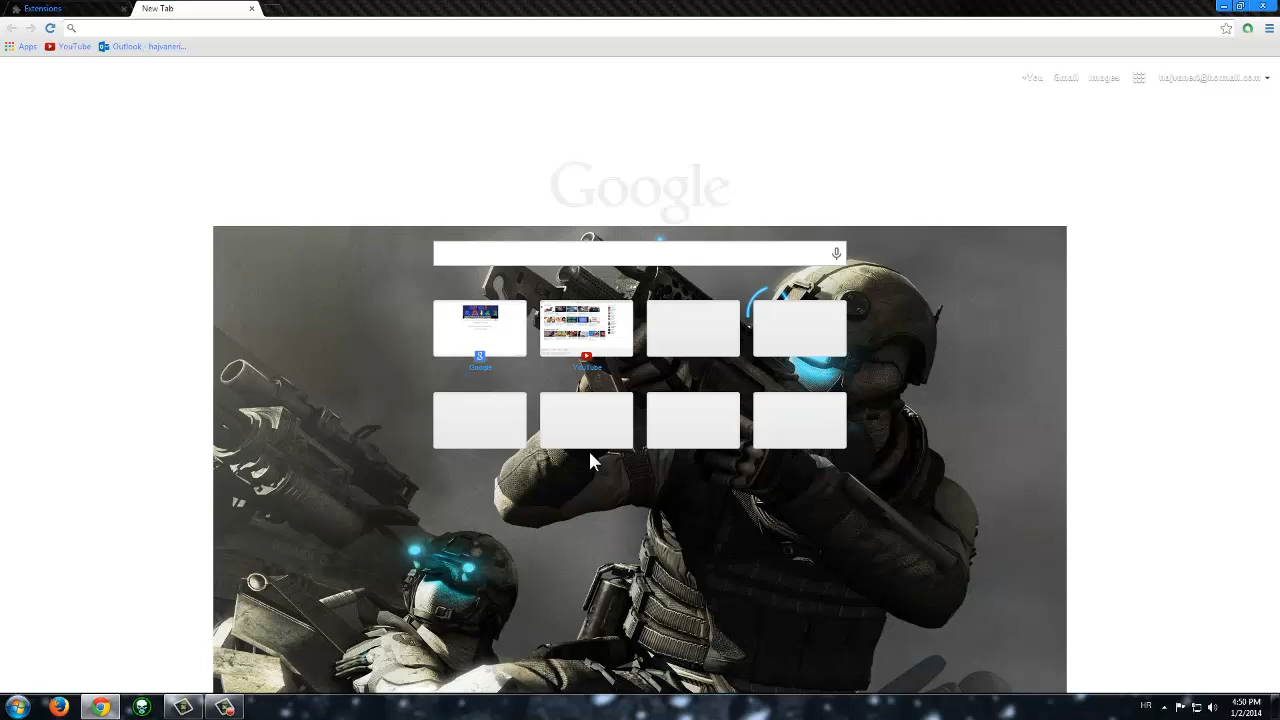 Extensions
New Tab
Apps
YouTube
Outlook - hajvaneri...
+You
Gmail
Images
hajvaneri@hotmail.com
Google
Google
YouTube
HR
4:50 PM
1/2/2014